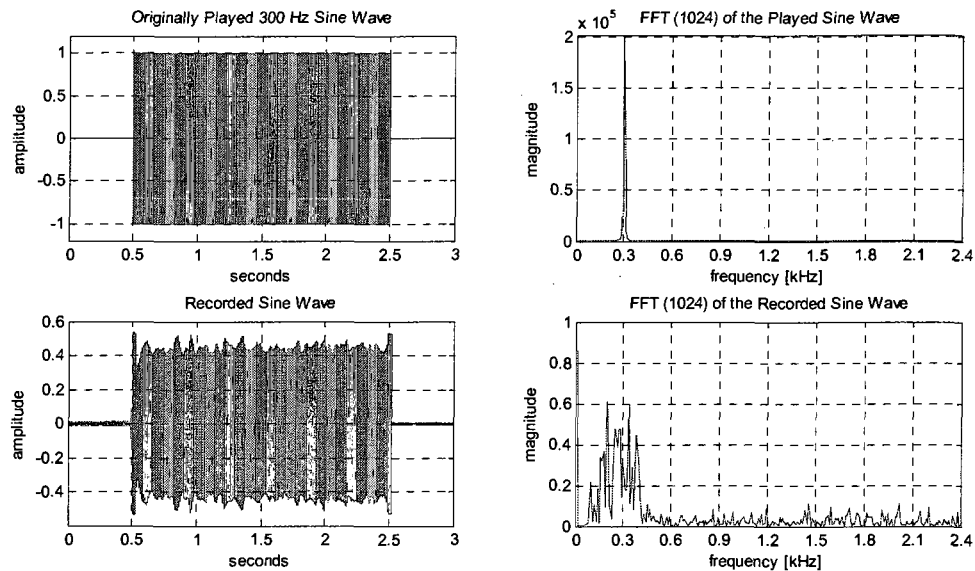 Originally Played 300 Hz Sine Wave
1
0.5
0
-0.5
-1
amplitude
0 0.5 1 1.5 2 2.5 3
seconds
FFT (1024) of the Played Sine Wave
x 10^5
2
1.5
1
0.5
0
magnitude
0 0.3 0.6 0.9 1.2 1.5 1.8 2.1 2.4
frequency [kHz]
Recorded Sine Wave
0.6
0.4
0.2
0
-0.2
-0.4
amplitude
0 0.5 1 1.5 2 2.5 3
seconds
FFT (1024) of the Recorded Sine Wave
1
0.8
0.6
0.4
0.2
0
magnitude
0 0.3 0.6 0.9 1.2 1.5 1.8 2.1 2.4
frequency [kHz]